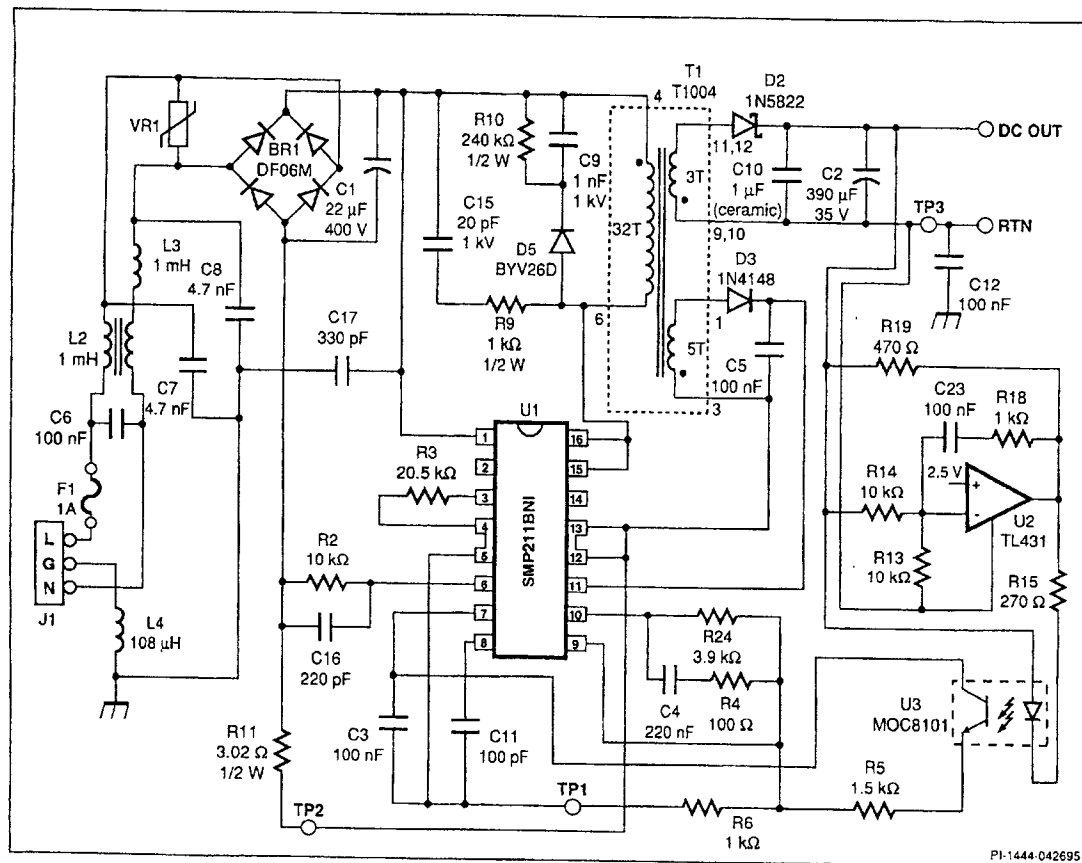 T1
T1004
D2
1N5822
4
VR1
BR1
DF06M
R10
240 kΩ
1/2 W
C9
1 nF
1 kV
11,12
3T
DC OUT
C10
1 µF
(ceramic)
C2
390 µF
35 V
C1
22 µF
400 V
C15
20 pF
1 kV
32T
9,10
TP3
RTN
D5
BYV26D
D3
1N4148
L3
1 mH
C8
4.7 nF
C12
100 nF
6
1
R9
1 kΩ
1/2 W
5T
C5
100 nF
3
R19
470 Ω
L2
1 mH
C17
330 pF
C7
4.7 nF
C6
100 nF
C23
100 nF
R18
1 kΩ
U1
F1
1A
R3
20.5 kΩ
1
2
3
4
5
6
7
8
SMP211BNI
16
15
14
13
12
11
10
9
R14
10 kΩ
2.5 V
+
-
U2
TL431
L
G
N
J1
R2
10 kΩ
R13
10 kΩ
R15
270 Ω
L4
108 µH
C16
220 pF
R24
3.9 kΩ
C4
220 nF
R4
100 Ω
U3
MOC8101
R11
3.02 Ω
1/2 W
C3
100 nF
C11
100 pF
R5
1.5 kΩ
TP2
TP1
R6
1 kΩ
PI-1444-042695